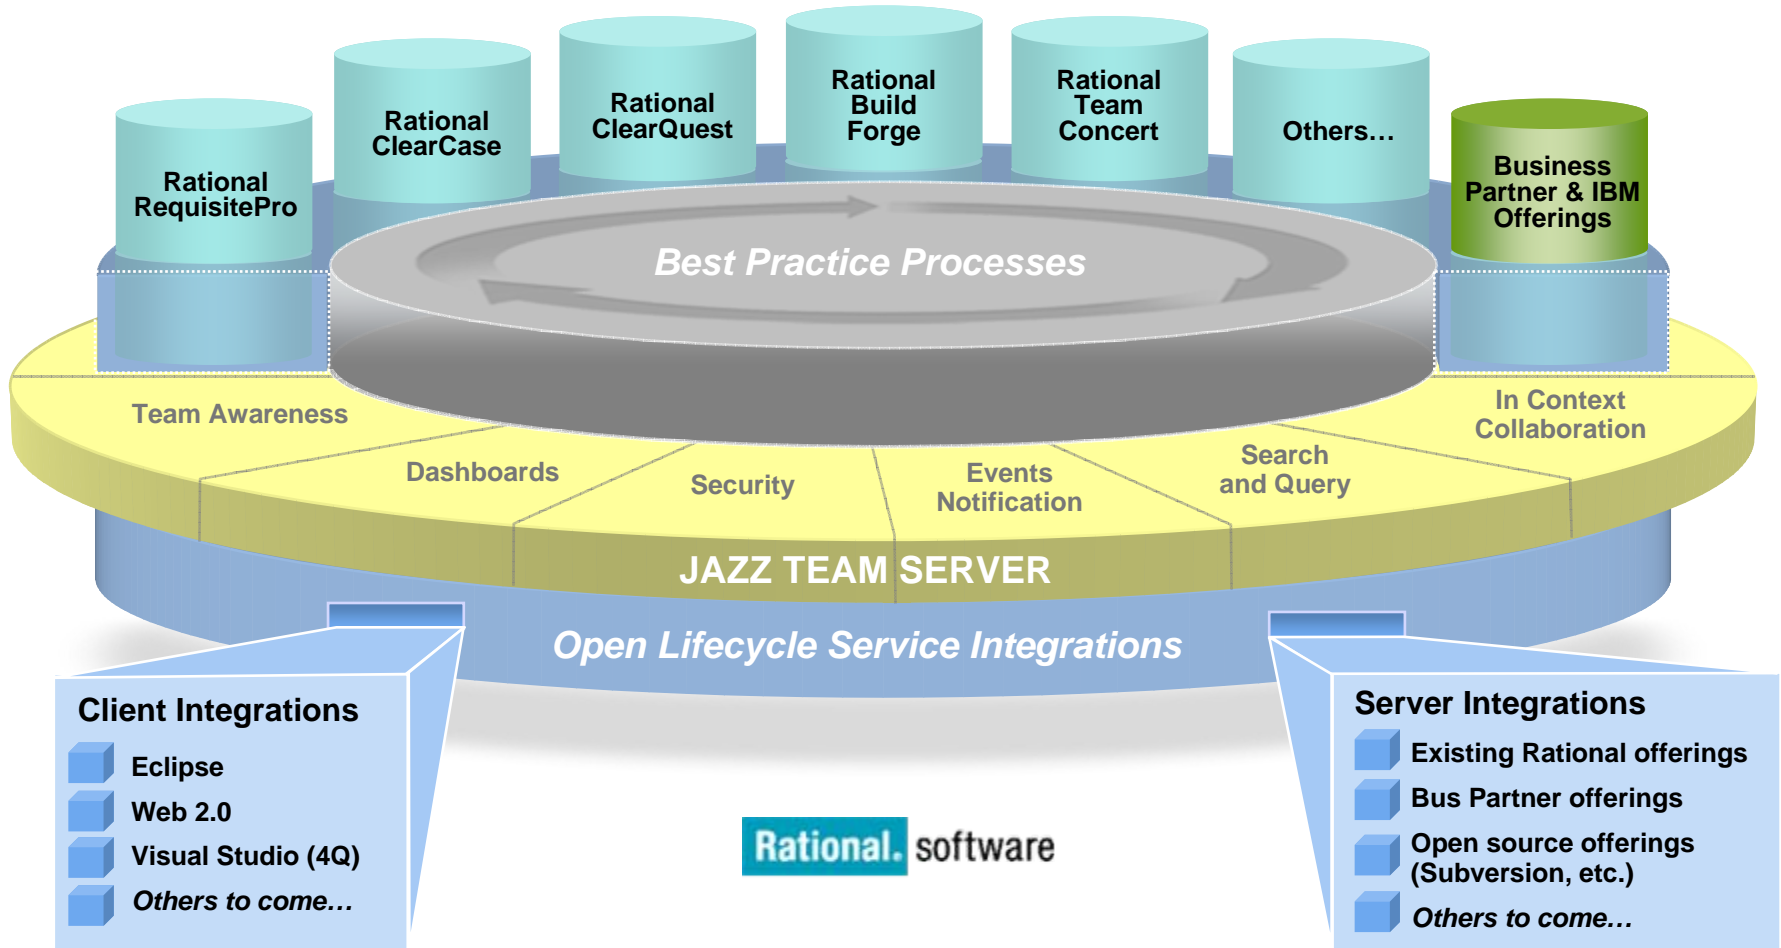 Rational
RequisitePro
Rational
ClearCase
Rational
ClearQuest
Rational
Build
Forge
Rational
Team
Concert
Others...
Business
Partner & IBM
Offerings
Best Practice Processes
Team Awareness
Dashboards
Security
Events
Notification
Search
and Query
In Context
Collaboration
JAZZ TEAM SERVER
Open Lifecycle Service Integrations
Client Integrations
Eclipse
Web 2.0
Visual Studio (4Q)
Others to come...
Rational. software
Server Integrations
Existing Rational offerings
Bus Partner offerings
Open source offerings
(Subversion, etc.)
Others to come...